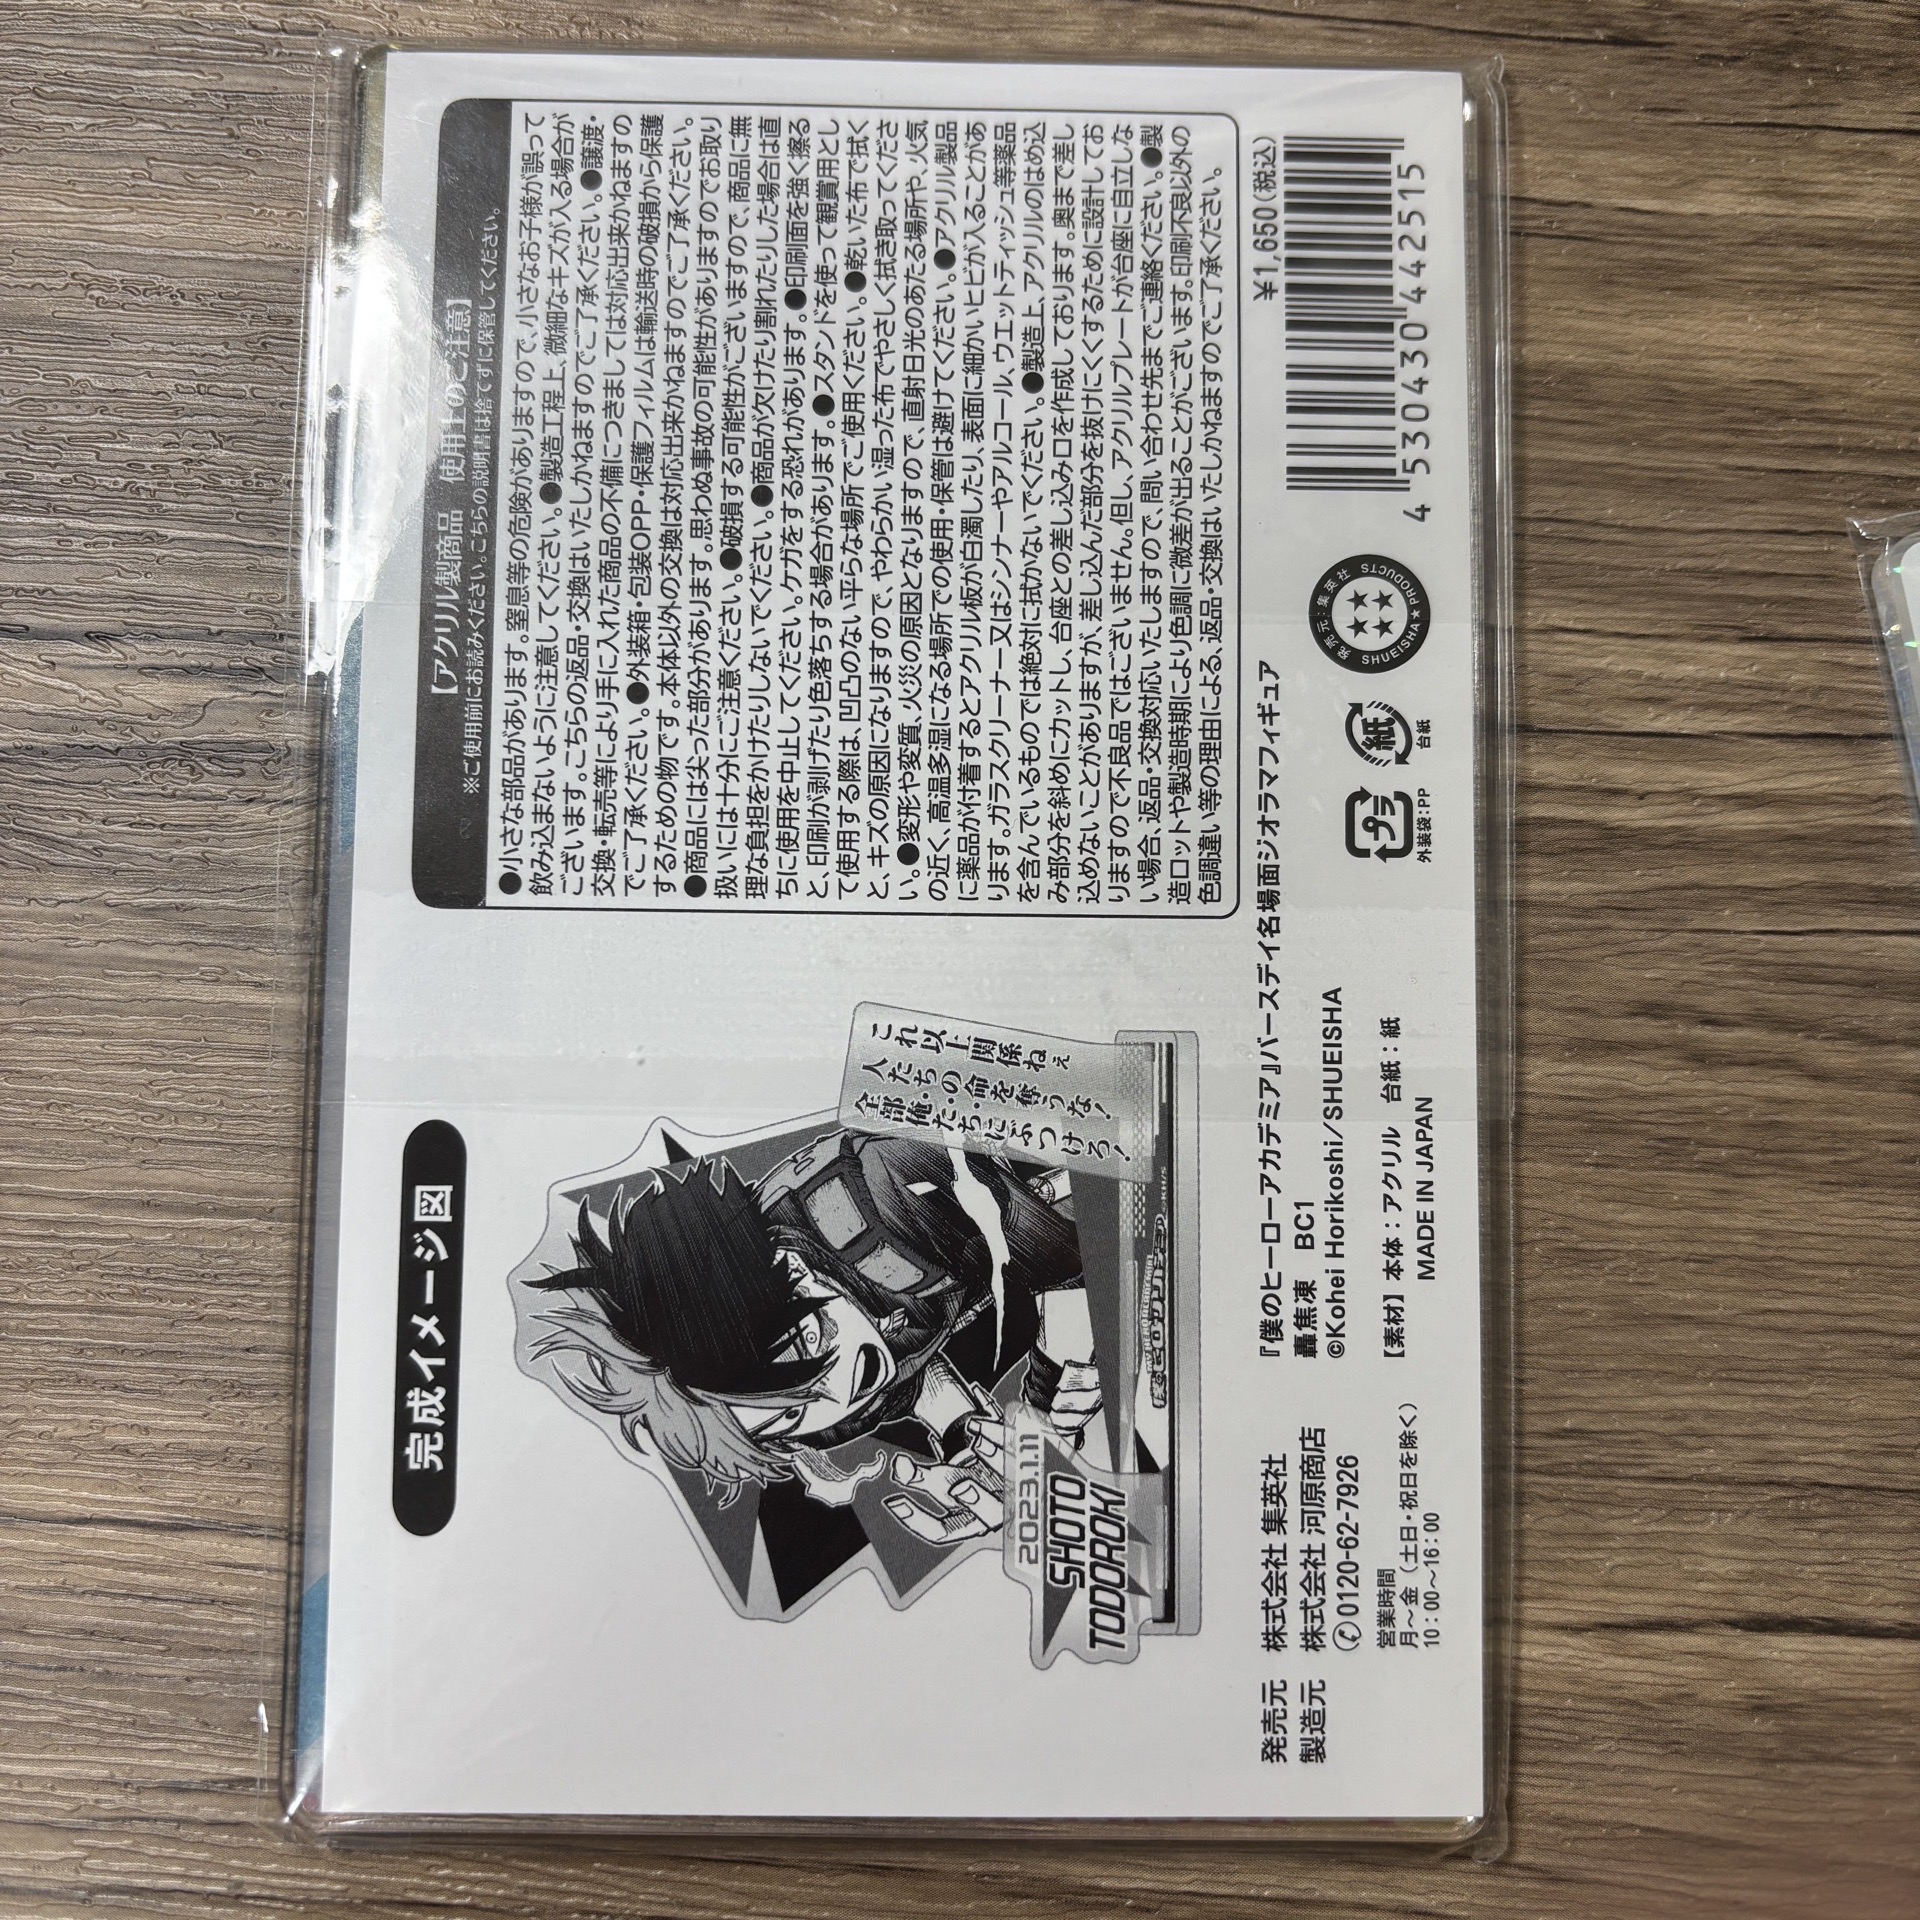 完成イメージ図
これ以上関係ねぇ
人たちの命を奪うな!
全部俺たちにぶつけろ!
2023.1.11
SHOTO
TODOROKI
【アクリル製商品 使用上のご注意】
※ご使用前にお読みください。こちらの説明書は捨てずに保管してください。
●小さな部品があります。窒息等の危険がありますので、小さなお子様が誤って
飲み込まないように注意してください。●製造工程上、微細なキズが入る場合が
ございます。こちらの返品・交換はいたしかねますのでご了承ください。●譲渡・
交換・転売等により手に入れた商品の不備につきましては対応出来かねますの
でご了承ください。●外装箱・包装OPP・保護フィルムは輸送時の破損から保護
するための物です。本体以外の交換は対応出来かねますのでご了承ください。
●商品には尖った部分があります。思わぬ事故の可能性がありますのでお取り
扱いには十分にご注意ください。●破損する可能性がございますので、商品に無
理な負担をかけたりしないでください。●商品が欠けたり割れたりした場合は直
ちに使用を中止してください。ケガをする恐れがあります。●印刷面を強く擦る
と、印刷が剥げたり色落ちする場合があります。●スタンドを使って観賞用とし
て使用する際は、凹凸のない平らな場所でご使用ください。●乾いた布で拭く
と、キズの原因になりますので、やわらかい湿った布でやさしく拭き取ってくださ
い。●変形や変質、火災の原因となりますので、直射日光のあたる場所や、火気
の近く、高温多湿になる場所での使用・保管は避けてください。●アクリル製品
に薬品が付着するとアクリル板が白濁したり、表面に細かいヒビが入ることがあ
ります。ガラスクリーナー又はシンナーやアルコール、ウエットティッシュ等薬品
を含んでいるものでは絶対に拭かないでください。●製造上、アクリルのはめ込
み部分を斜めにカットし、台座との差し込み口を作成しております。奥まで差し
込めないことがありますが、差し込んだ部分を抜けにくくするために設計してお
りますので不良品ではございません。但し、アクリルプレートが台座に自立しな
い場合、返品・交換対応いたしますので、問い合わせ先までご連絡ください。●製
造ロットや製造時期により色調に微差が出ることがございます。印刷不良以外の
色調違い等の理由による、返品・交換はいたしかねますのでご了承ください。
発売元 株式会社 集英社
製造元 株式会社 河原商店
0120-62-7926
営業時間
月〜金（土日・祝日を除く）
10：00〜16：00
『僕のヒーローアカデミア』バースデイ名場面ジオラマフィギュア
轟焦凍 BC1
©Kohei Horikoshi/SHUEISHA
【素材】本体：アクリル 台紙：紙
MADE IN JAPAN
プラ
外装袋：PP
紙
台紙
発売元：集英社
SHUEISHA★PRODUCTS
¥1,650(税込)
4 530430 442515